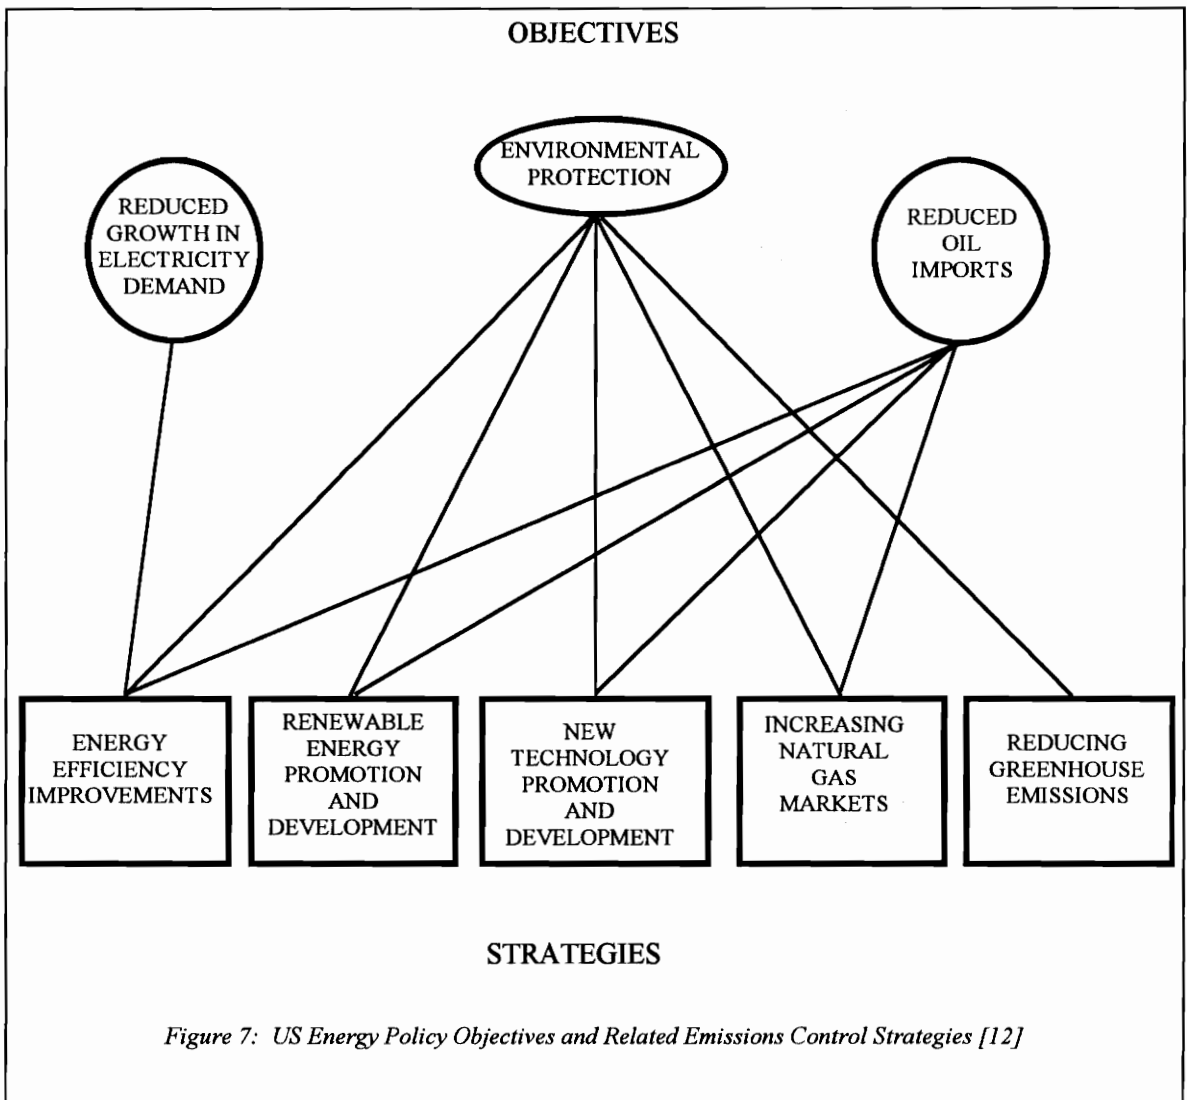 OBJECTIVES
REDUCED
GROWTH IN
ELECTRICITY
DEMAND
ENVIRONMENTAL
PROTECTION
REDUCED
OIL
IMPORTS
ENERGY
EFFICIENCY
IMPROVEMENTS
RENEWABLE
ENERGY
PROMOTION
AND
DEVELOPMENT
NEW
TECHNOLOGY
PROMOTION
AND
DEVELOPMENT
INCREASING
NATURAL
GAS
MARKETS
REDUCING
GREENHOUSE
EMISSIONS
STRATEGIES
Figure 7: US Energy Policy Objectives and Related Emissions Control Strategies [12]